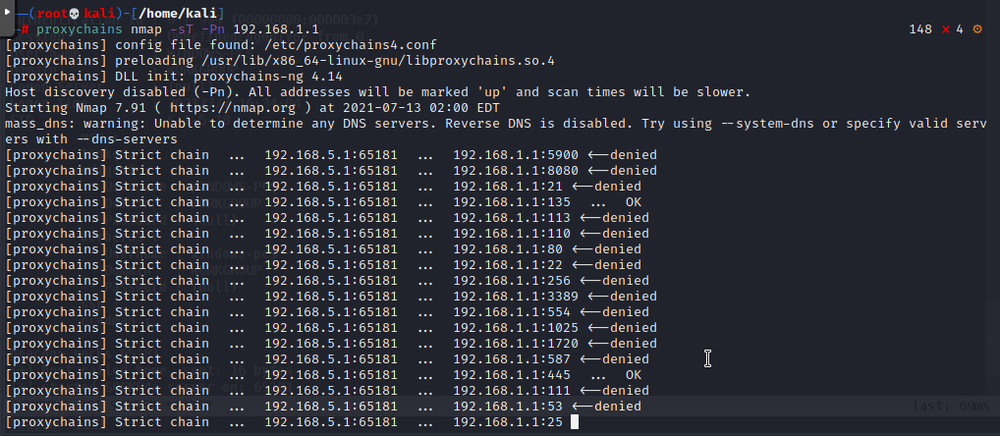 (root💀kali)-[/home/kali]
# proxychains nmap -sT -Pn 192.168.1.1 148 ⨯ 4 ⚙
[proxychains] config file found: /etc/proxychains4.conf
[proxychains] preloading /usr/lib/x86_64-linux-gnu/libproxychains.so.4
[proxychains] DLL init: proxychains-ng 4.14
Host discovery disabled (-Pn). All addresses will be marked 'up' and scan times will be slower.
Starting Nmap 7.91 ( https://nmap.org ) at 2021-07-13 02:00 EDT
mass_dns: warning: Unable to determine any DNS servers. Reverse DNS is disabled. Try using --system-dns or specify valid serv
ers with --dns-servers
[proxychains] Strict chain ... 192.168.5.1:65181 ... 192.168.1.1:5900 <--denied
[proxychains] Strict chain ... 192.168.5.1:65181 ... 192.168.1.1:8080 <--denied
[proxychains] Strict chain ... 192.168.5.1:65181 ... 192.168.1.1:21 <--denied
[proxychains] Strict chain ... 192.168.5.1:65181 ... 192.168.1.1:135 ... OK
[proxychains] Strict chain ... 192.168.5.1:65181 ... 192.168.1.1:113 <--denied
[proxychains] Strict chain ... 192.168.5.1:65181 ... 192.168.1.1:110 <--denied
[proxychains] Strict chain ... 192.168.5.1:65181 ... 192.168.1.1:80 <--denied
[proxychains] Strict chain ... 192.168.5.1:65181 ... 192.168.1.1:22 <--denied
[proxychains] Strict chain ... 192.168.5.1:65181 ... 192.168.1.1:256 <--denied
[proxychains] Strict chain ... 192.168.5.1:65181 ... 192.168.1.1:3389 <--denied
[proxychains] Strict chain ... 192.168.5.1:65181 ... 192.168.1.1:554 <--denied
[proxychains] Strict chain ... 192.168.5.1:65181 ... 192.168.1.1:1025 <--denied
[proxychains] Strict chain ... 192.168.5.1:65181 ... 192.168.1.1:1720 <--denied
[proxychains] Strict chain ... 192.168.5.1:65181 ... 192.168.1.1:587 <--denied
[proxychains] Strict chain ... 192.168.5.1:65181 ... 192.168.1.1:445 ... OK
[proxychains] Strict chain ... 192.168.5.1:65181 ... 192.168.1.1:111 <--denied
[proxychains] Strict chain ... 192.168.5.1:65181 ... 192.168.1.1:53 <--denied
last: 69ms
[proxychains] Strict chain ... 192.168.5.1:65181 ... 192.168.1.1:25